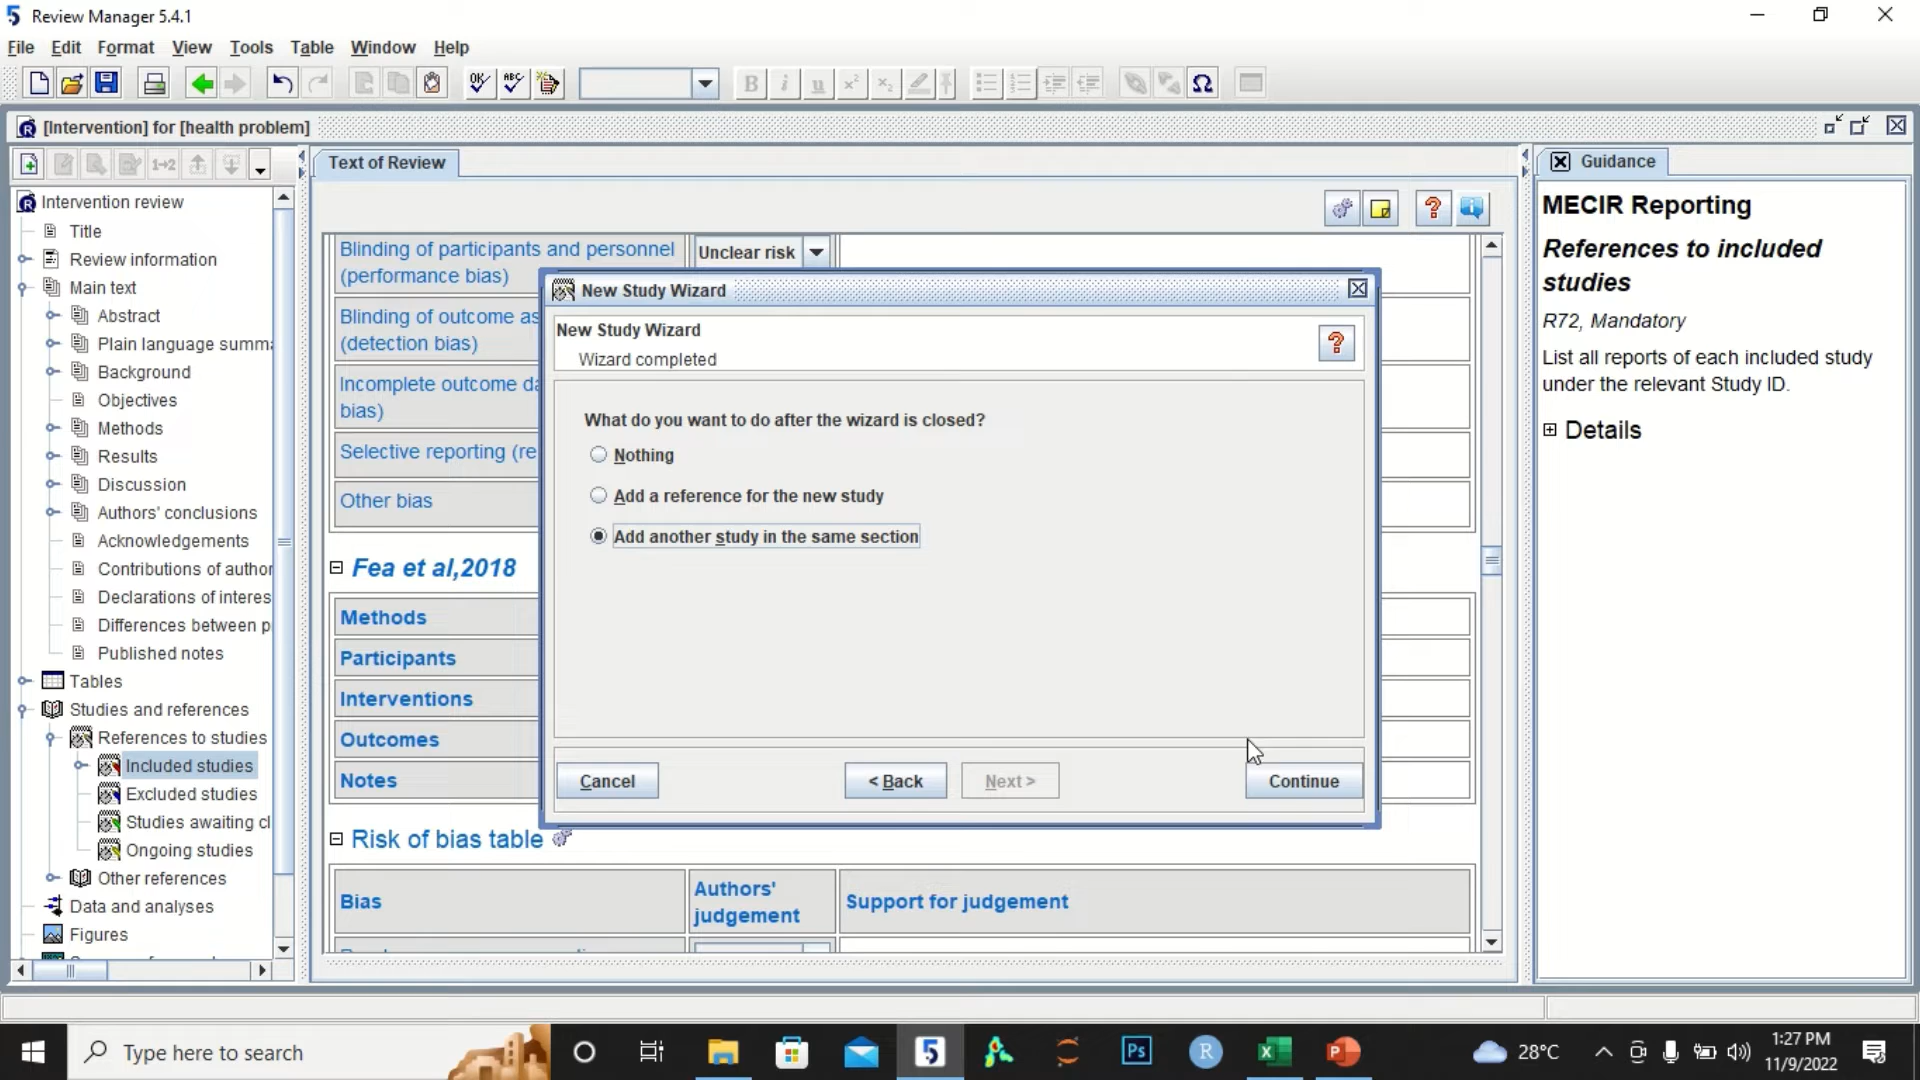 Review Manager 5.4.1
File Edit Format View Tools Table Window Help
[Intervention] for [health problem]
Intervention review
Title
Review information
Main text
Abstract
Plain language summa
Background
Objectives
Methods
Results
Discussion
Authors' conclusions
Acknowledgements
Contributions of author
Declarations of interes
Differences between p
Published notes
Tables
Studies and references
References to studies
Included studies
Excluded studies
Studies awaiting cl
Ongoing studies
Other references
Data and analyses
Figures
Text of Review
Blinding of participants and personnel
(performance bias)
Unclear risk
Blinding of outcome as
(detection bias)
Incomplete outcome da
bias)
Selective reporting (re
Other bias
Fea et al,2018
Methods
Participants
Interventions
Outcomes
Notes
Risk of bias table
Bias
Authors'
judgement
Support for judgement
New Study Wizard
New Study Wizard
Wizard completed
What do you want to do after the wizard is closed?
Nothing
Add a reference for the new study
Add another study in the same section
Cancel
< Back
Next >
Continue
Guidance
MECIR Reporting
References to included
studies
R72, Mandatory
List all reports of each included study
under the relevant Study ID.
Details
Type here to search
28°C
1:27 PM
11/9/2022